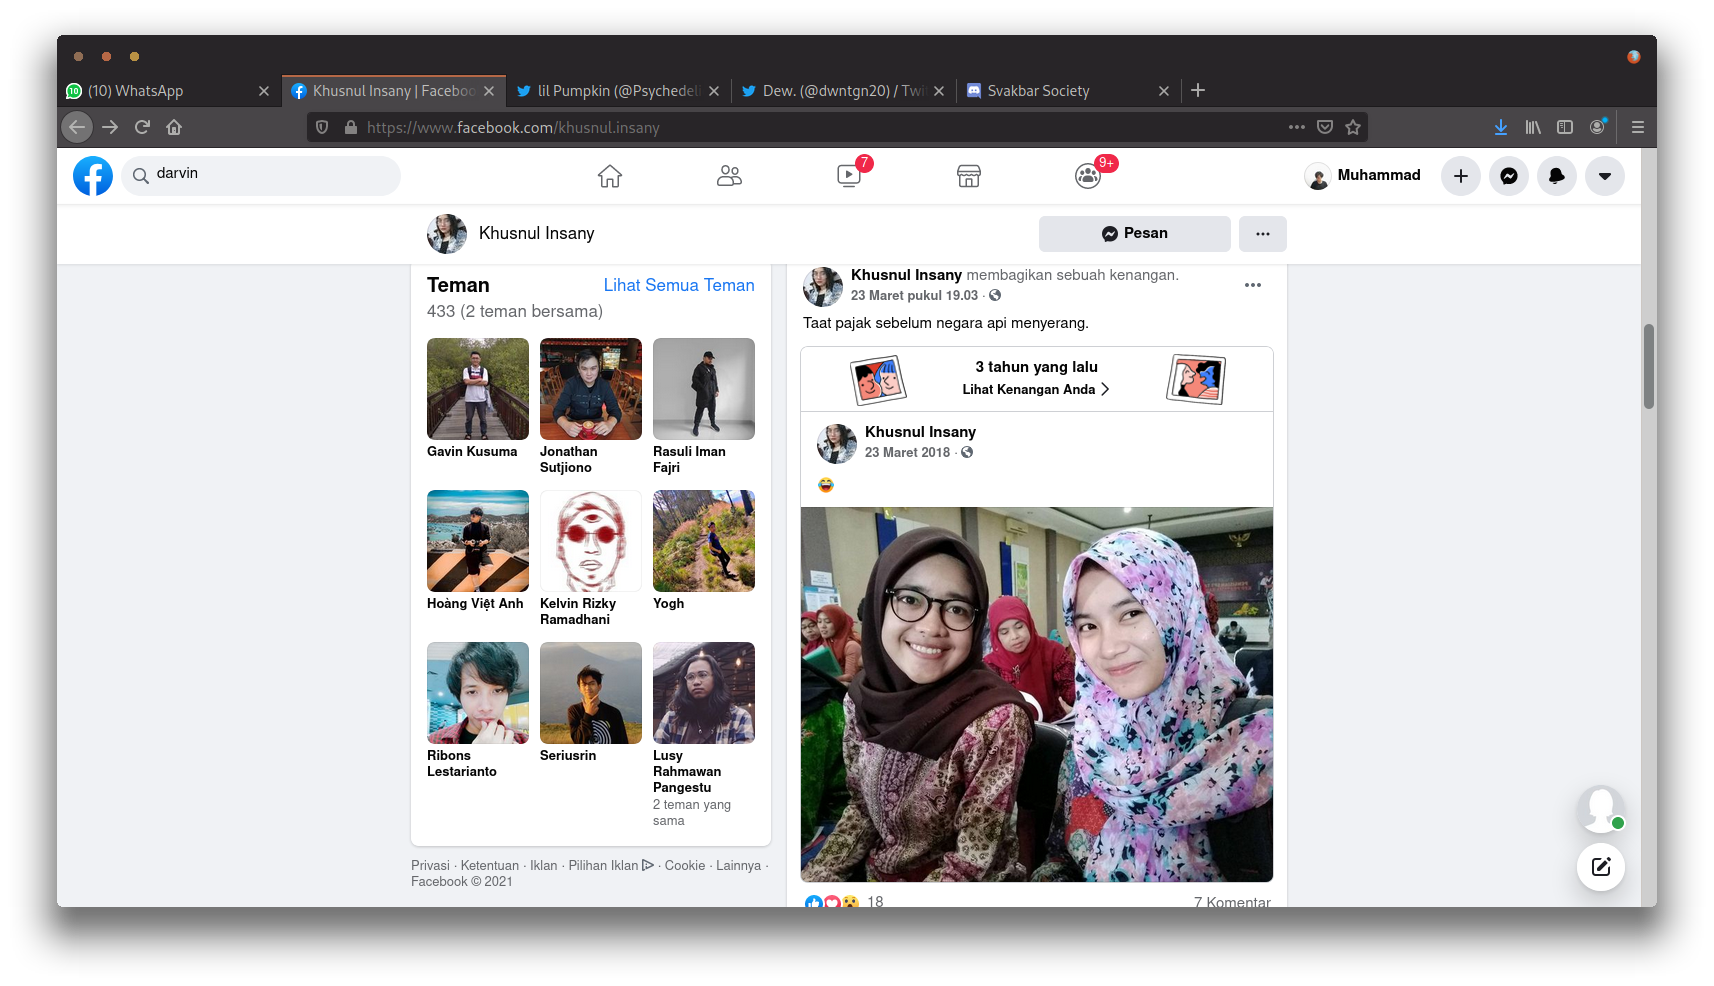 (10) WhatsApp
Khusnul Insany | Faceboo
lil Pumpkin (@Psychedel
Dew. (@dwntgn20) / Twi
Svakbar Society
https://www.facebook.com/khusnul.insany
darvin
7
9+
Muhammad
Khusnul Insany
Pesan
Teman
Lihat Semua Teman
433 (2 teman bersama)
Gavin Kusuma
Jonathan
Sutjiono
Rasuli Iman
Fajri
Hoàng Việt Anh
Kelvin Rizky
Ramadhani
Yogh
Ribons
Lestarianto
Seriusrin
Lusy
Rahmawan
Pangestu
2 teman yang
sama
Privasi · Ketentuan · Iklan · Pilihan Iklan · Cookie · Lainnya ·
Facebook © 2021
Khusnul Insany membagikan sebuah kenangan.
23 Maret pukul 19.03 ·
Taat pajak sebelum negara api menyerang.
3 tahun yang lalu
Lihat Kenangan Anda
Khusnul Insany
23 Maret 2018 ·
18
7 Komentar